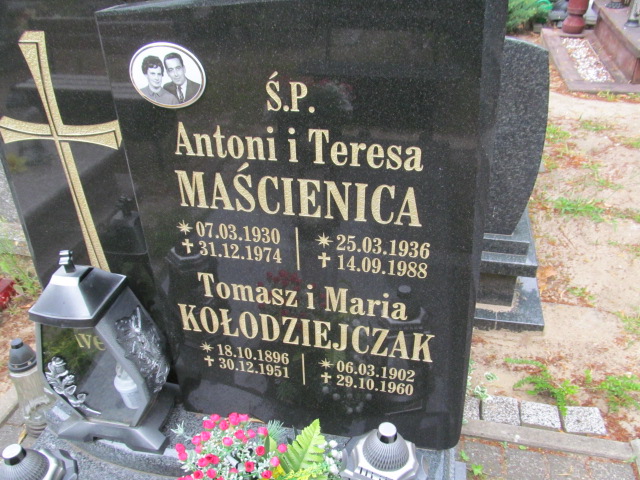 Ś.P.
Antoni i Teresa
MAŚCIENICA
* 07.03.1930 * 25.03.1936
✝ 31.12.1974 ✝ 14.09.1988
Tomasz i Maria
KOŁODZIEJCZAK
* 18.10.1896 * 06.03.1902
✝ 30.12.1951 ✝ 29.10.1960